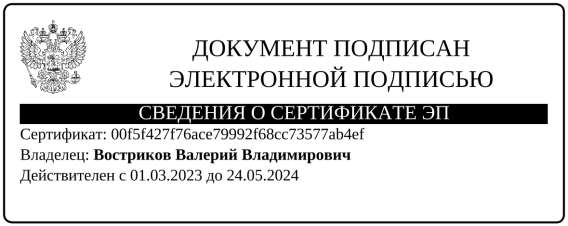 ДОКУМЕНТ ПОДПИСАН
ЭЛЕКТРОННОЙ ПОДПИСЬЮ
СВЕДЕНИЯ О СЕРТИФИКАТЕ ЭП
Сертификат: 00f5f427f76ace79992f68cc73577ab4ef
Владелец: Востриков Валерий Владимирович
Действителен с 01.03.2023 до 24.05.2024